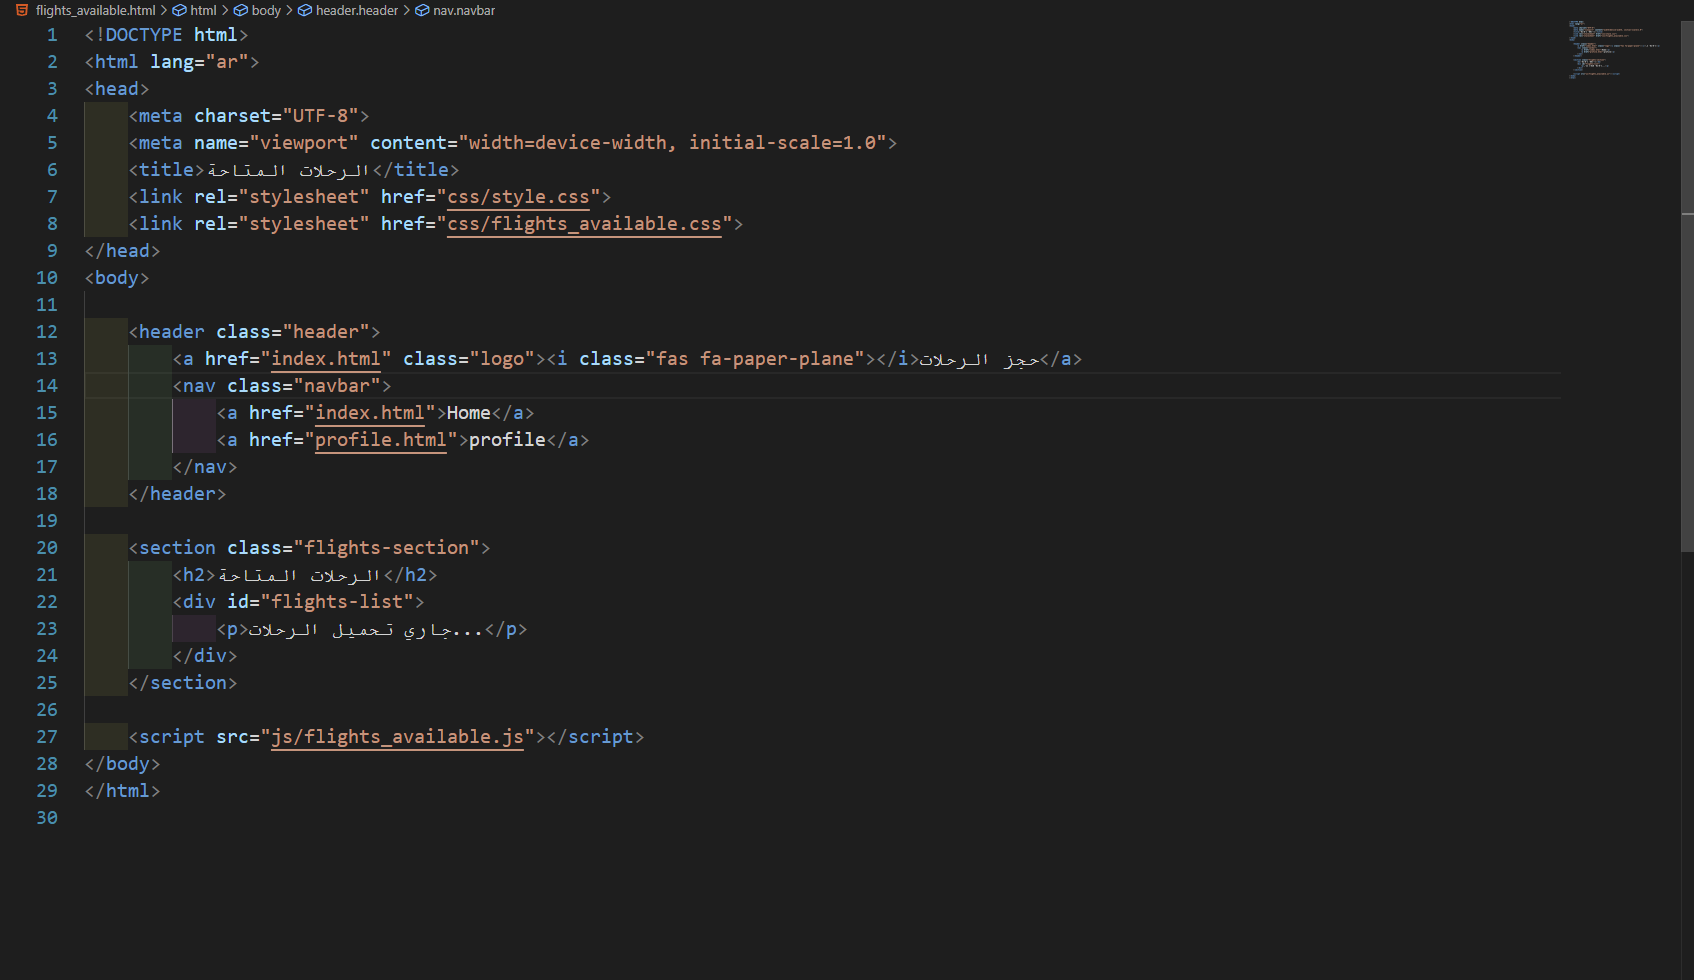 flights_available.html > html > body > header.header > nav.navbar
1 <!DOCTYPE html>
2 <html lang="ar">
3 <head>
4 <meta charset="UTF-8">
5 <meta name="viewport" content="width=device-width, initial-scale=1.0">
6 <title>الرحلات المتاحة</title>
7 <link rel="stylesheet" href="css/style.css">
8 <link rel="stylesheet" href="css/flights_available.css">
9 </head>
10 <body>
11
12 <header class="header">
13 <a href="index.html" class="logo"><i class="fas fa-paper-plane"></i>حجز الرحلات</a>
14 <nav class="navbar">
15 <a href="index.html">Home</a>
16 <a href="profile.html">profile</a>
17 </nav>
18 </header>
19
20 <section class="flights-section">
21 <h2>الرحلات المتاحة</h2>
22 <div id="flights-list">
23 <p>جاري تحميل الرحلات...</p>
24 </div>
25 </section>
26
27 <script src="js/flights_available.js"></script>
28 </body>
29 </html>
30